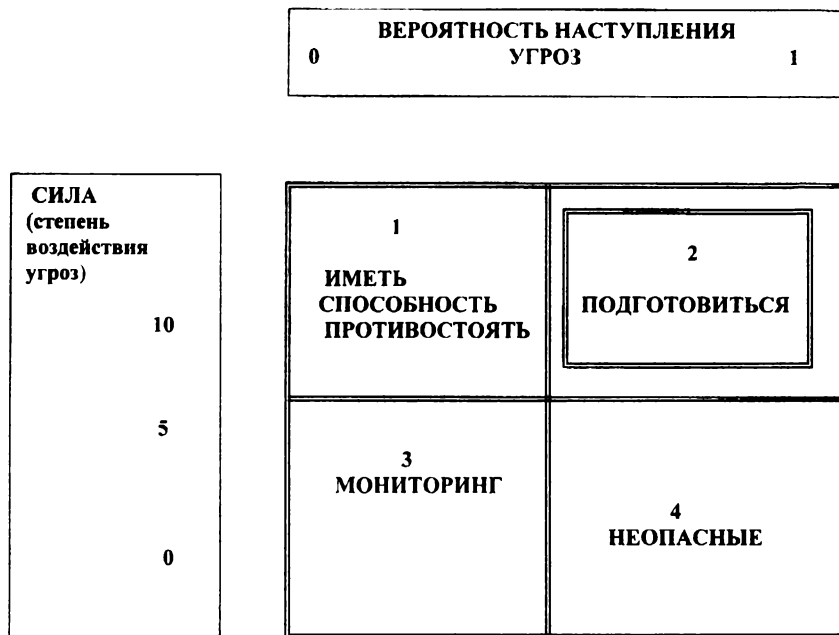 ВЕРОЯТНОСТЬ НАСТУПЛЕНИЯ
0 УГРОЗ 1
СИЛА
(степень
воздействия
угроз)
10
5
0
1
ИМЕТЬ
СПОСОБНОСТЬ
ПРОТИВОСТОЯТЬ
2
ПОДГОТОВИТЬСЯ
3
МОНИТОРИНГ
4
НЕОПАСНЫЕ